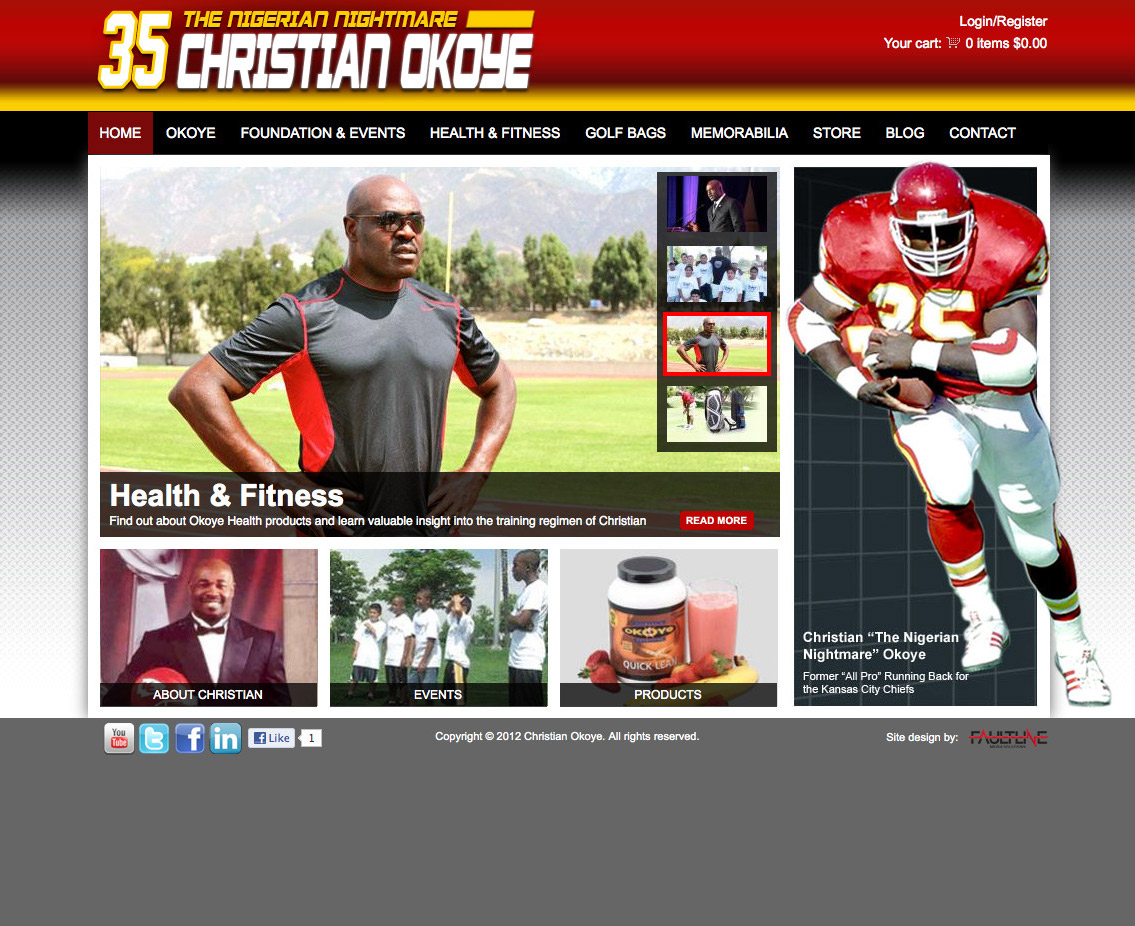 35
THE NIGERIAN NIGHTMARE
CHRISTIAN OKOYE
Login/Register
Your cart: 0 items $0.00
HOME OKOYE FOUNDATION & EVENTS HEALTH & FITNESS GOLF BAGS MEMORABILIA STORE BLOG CONTACT
Health & Fitness
Find out about Okoye Health products and learn valuable insight into the training regimen of Christian
READ MORE
35
ABOUT CHRISTIAN
EVENTS
OKOYE
QUICK LEAN
PRODUCTS
Christian “The Nigerian
Nightmare” Okoye
Former “All Pro” Running Back for
the Kansas City Chiefs
You
Tube
Like
1
Copyright © 2012 Christian Okoye. All rights reserved.
Site design by:
FAULTLINE